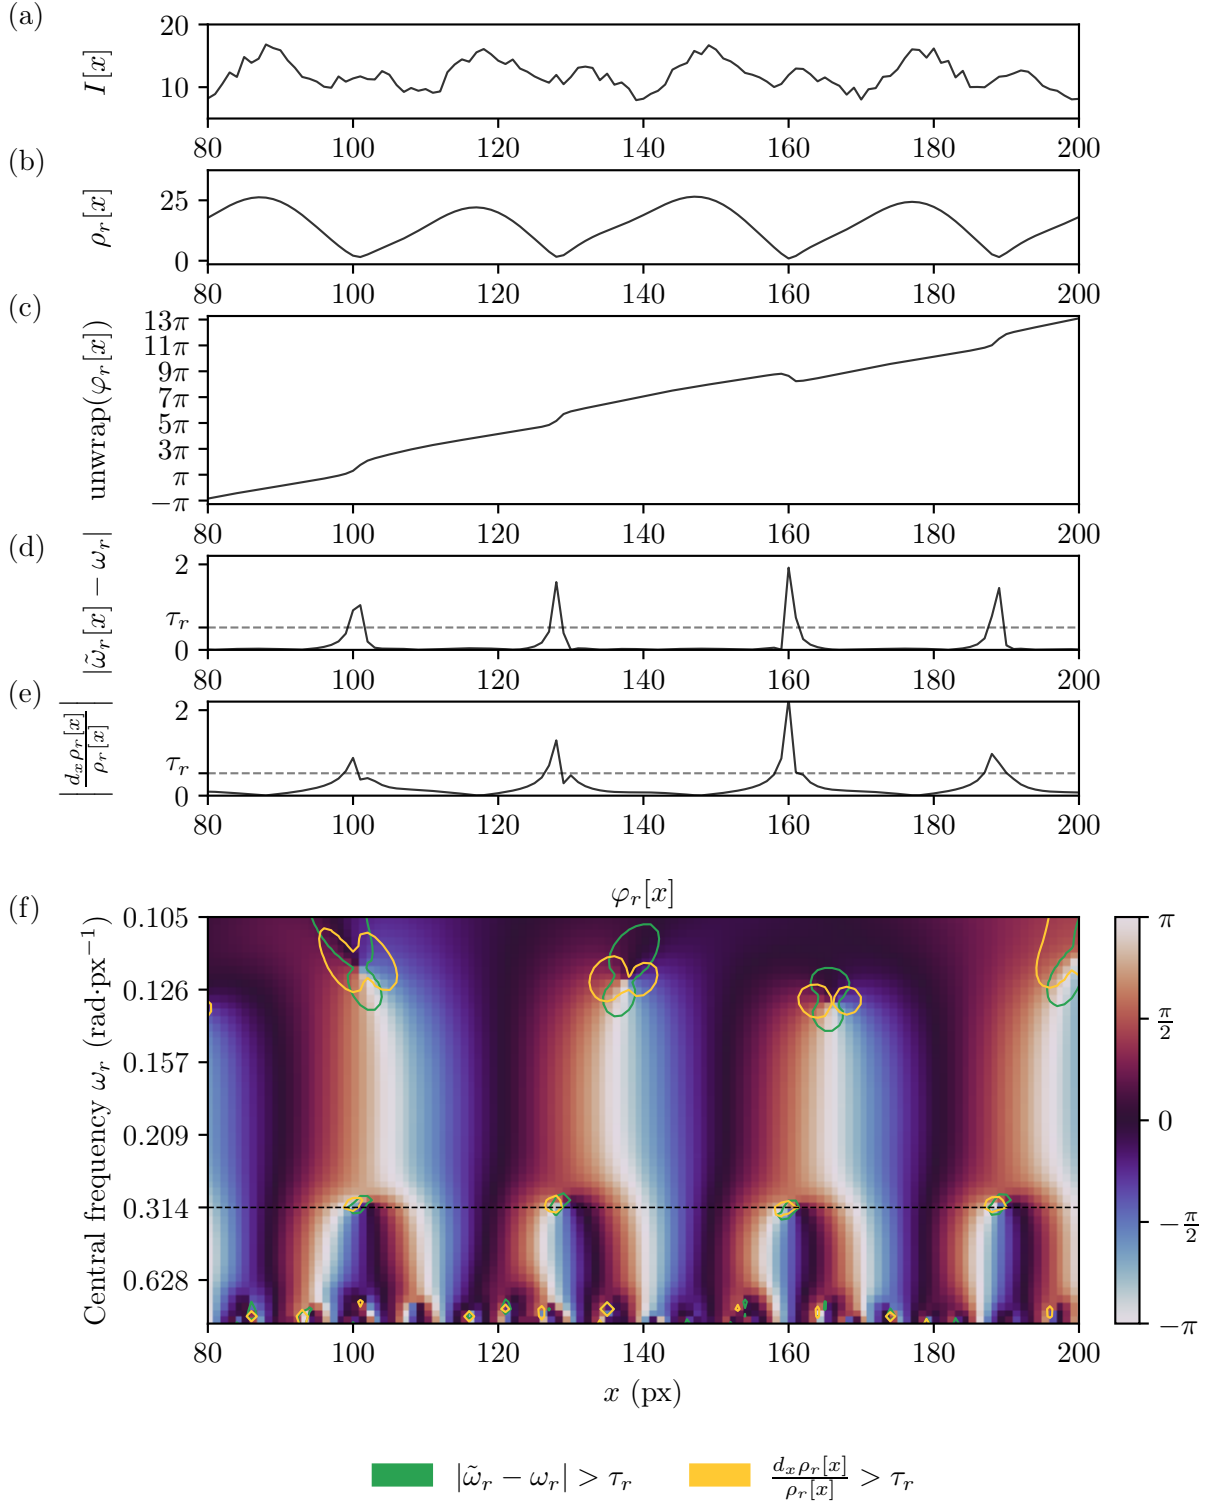 (a)
I[x]
20
10
80 100 120 140 160 180 200
(b)
ρ_r[x]
25
0
80 100 120 140 160 180 200
(c)
unwrap(φ_r[x])
13π
11π
9π
7π
5π
3π
π
−π
80 100 120 140 160 180 200
(d)
|ω̃_r[x] − ω_r|
2
τ_r
0
80 100 120 140 160 180 200
(e)
|d_xρ_r[x]/ρ_r[x]|
2
τ_r
0
80 100 120 140 160 180 200
φ_r[x]
(f)
Central frequency ω_r (rad·px⁻¹)
0.105
0.126
0.157
0.209
0.314
0.628
80 100 120 140 160 180 200
x (px)
π
π/2
0
−π/2
−π
|ω̃_r − ω_r| > τ_r
d_xρ_r[x]/ρ_r[x] > τ_r